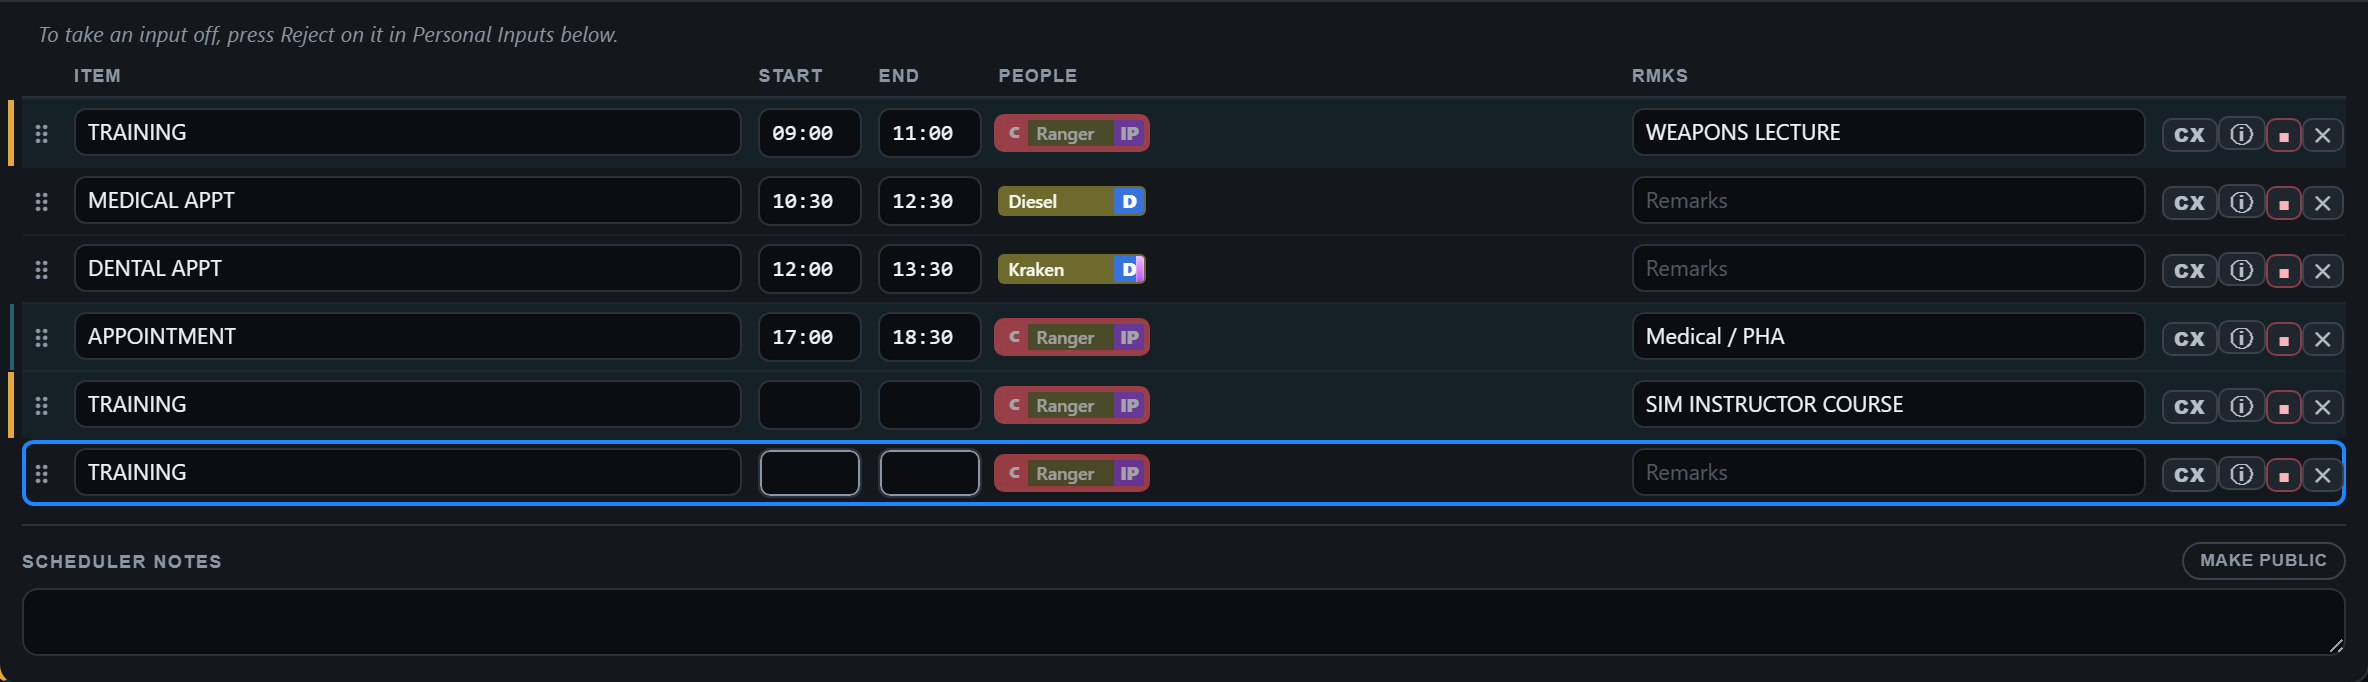 To take an input off, press Reject on it in Personal Inputs below.
ITEM START END PEOPLE RMKS
TRAINING 09:00 11:00 C Ranger IP WEAPONS LECTURE CX
MEDICAL APPT 10:30 12:30 Diesel D Remarks CX
DENTAL APPT 12:00 13:30 Kraken D Remarks CX
APPOINTMENT 17:00 18:30 C Ranger IP Medical / PHA CX
TRAINING C Ranger IP SIM INSTRUCTOR COURSE CX
TRAINING C Ranger IP Remarks CX
SCHEDULER NOTES MAKE PUBLIC